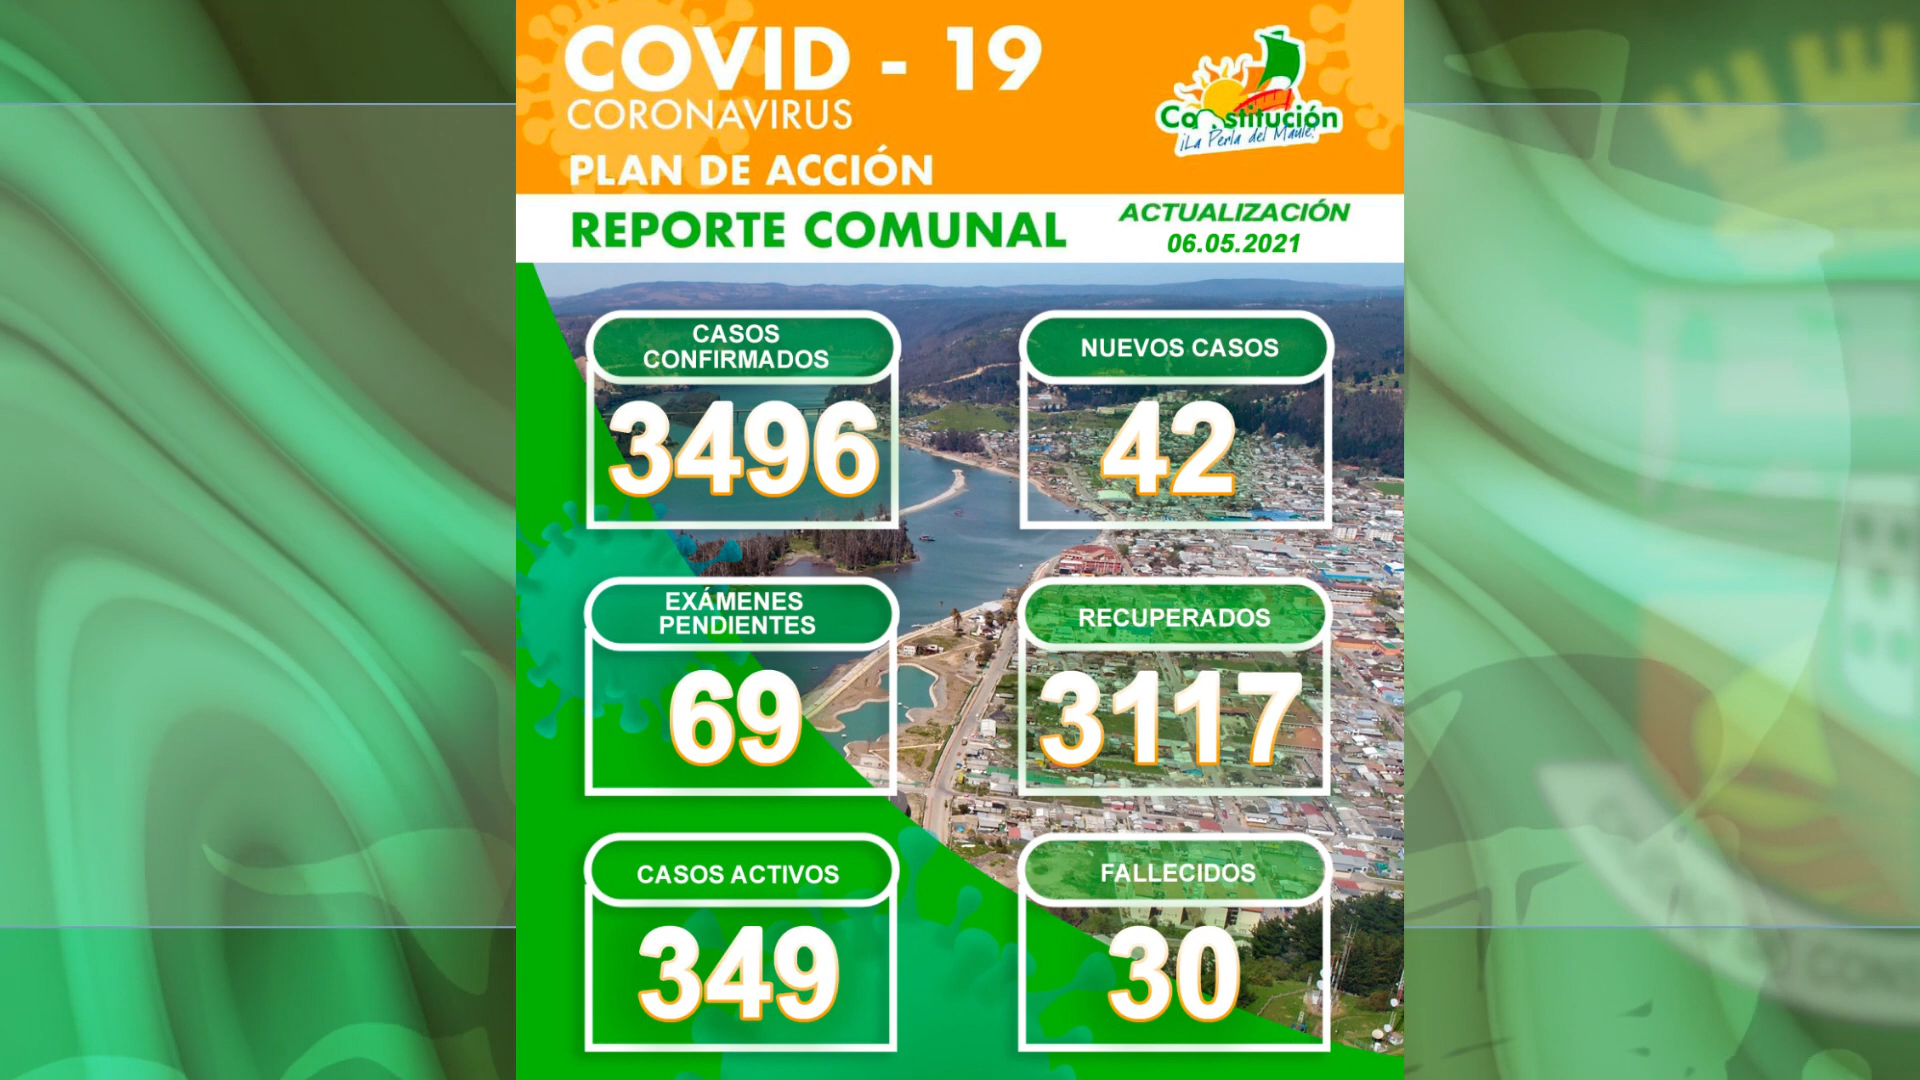 COVID - 19
CORONAVIRUS
PLAN DE ACCIÓN
Constitución
¡La Perla del Maule!
REPORTE COMUNAL
ACTUALIZACIÓN
06.05.2021
CASOS
CONFIRMADOS
3496
NUEVOS CASOS
42
EXÁMENES
PENDIENTES
69
RECUPERADOS
3117
CASOS ACTIVOS
349
FALLECIDOS
30